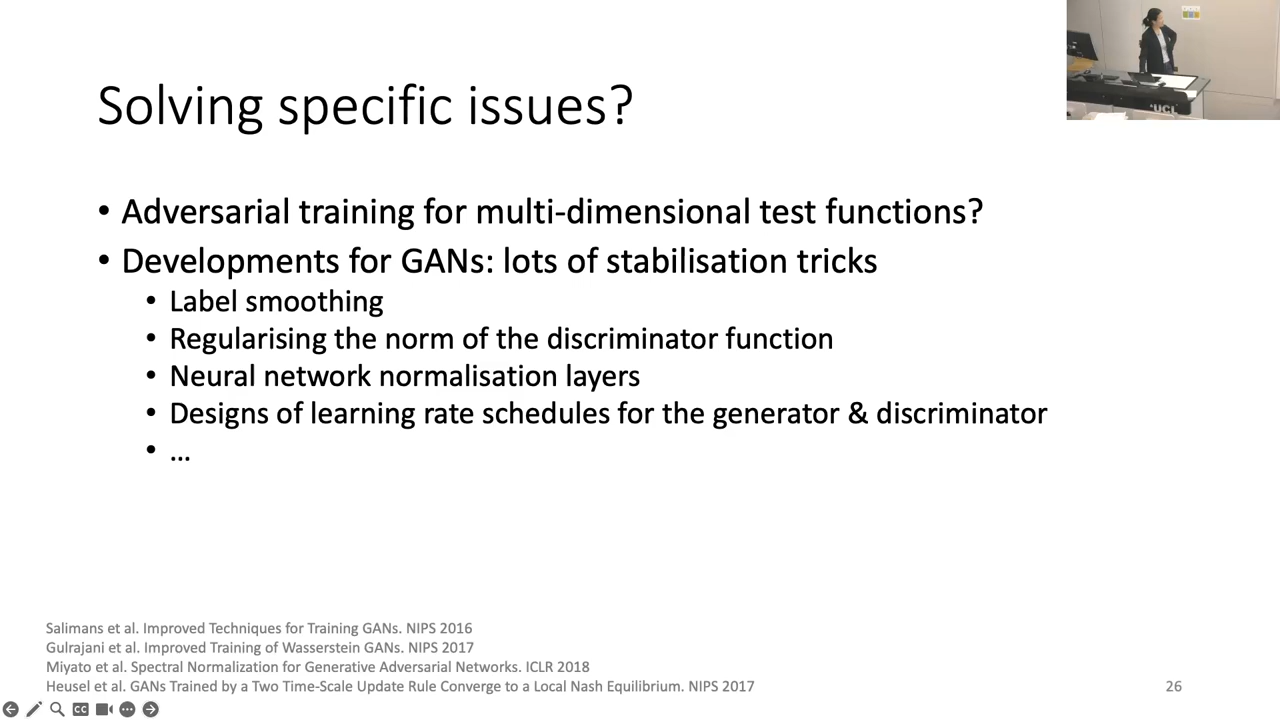 Solving specific issues?
• Adversarial training for multi-dimensional test functions?
• Developments for GANs: lots of stabilisation tricks
• Label smoothing
• Regularising the norm of the discriminator function
• Neural network normalisation layers
• Designs of learning rate schedules for the generator & discriminator
• ...
Salimans et al. Improved Techniques for Training GANs. NIPS 2016
Gulrajani et al. Improved Training of Wasserstein GANs. NIPS 2017
Miyato et al. Spectral Normalization for Generative Adversarial Networks. ICLR 2018
Heusel et al. GANs Trained by a Two Time-Scale Update Rule Converge to a Local Nash Equilibrium. NIPS 2017
26
CC
UCL